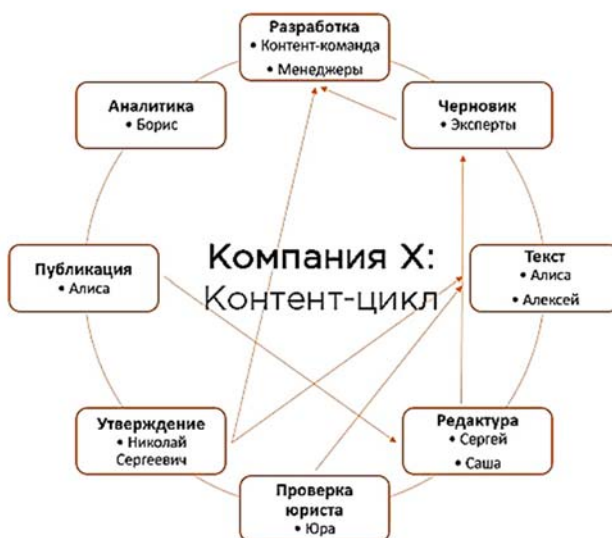 Разработка
• Контент-команда
• Менеджеры
Аналитика
• Борис
Черновик
• Эксперты
Компания X:
Контент-цикл
Публикация
• Алиса
Текст
• Алиса
• Алексей
Утверждение
• Николай
Сергеевич
Редактура
• Сергей
• Саша
Проверка
юриста
• Юра